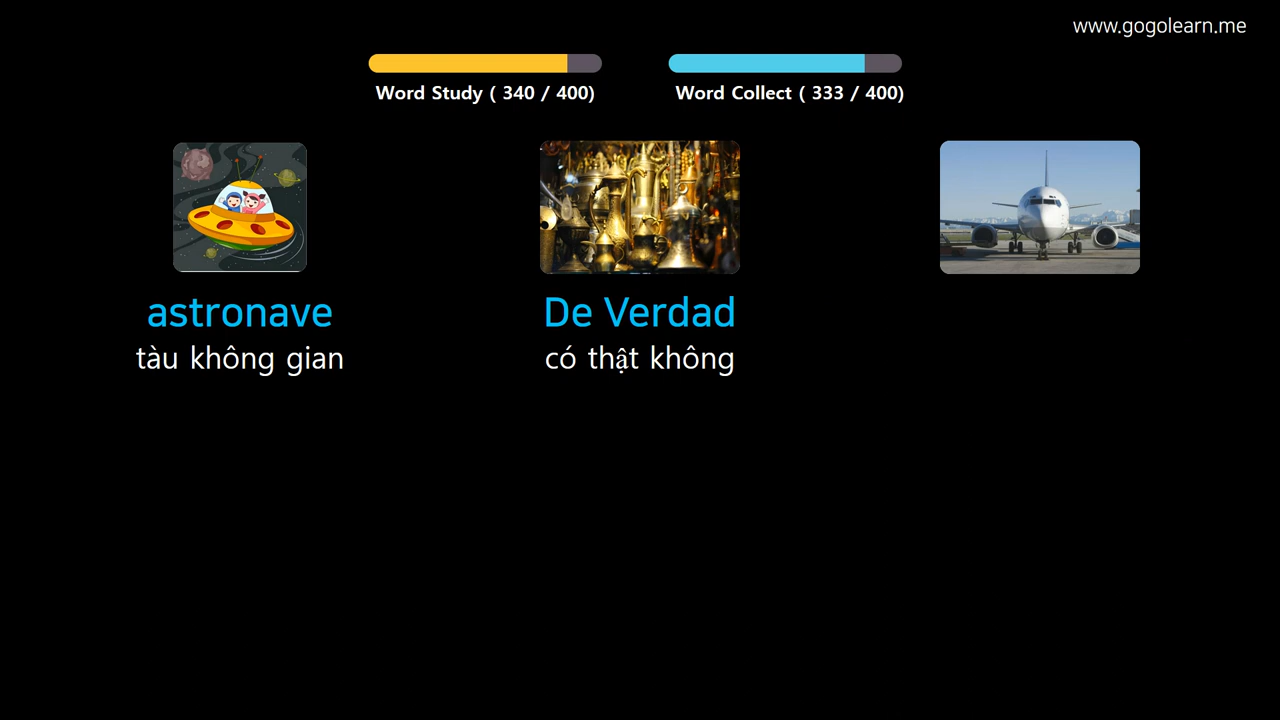 www.gogolearn.me
Word Study ( 340 / 400)
Word Collect ( 333 / 400)
astronave
tàu không gian
De Verdad
có thật không